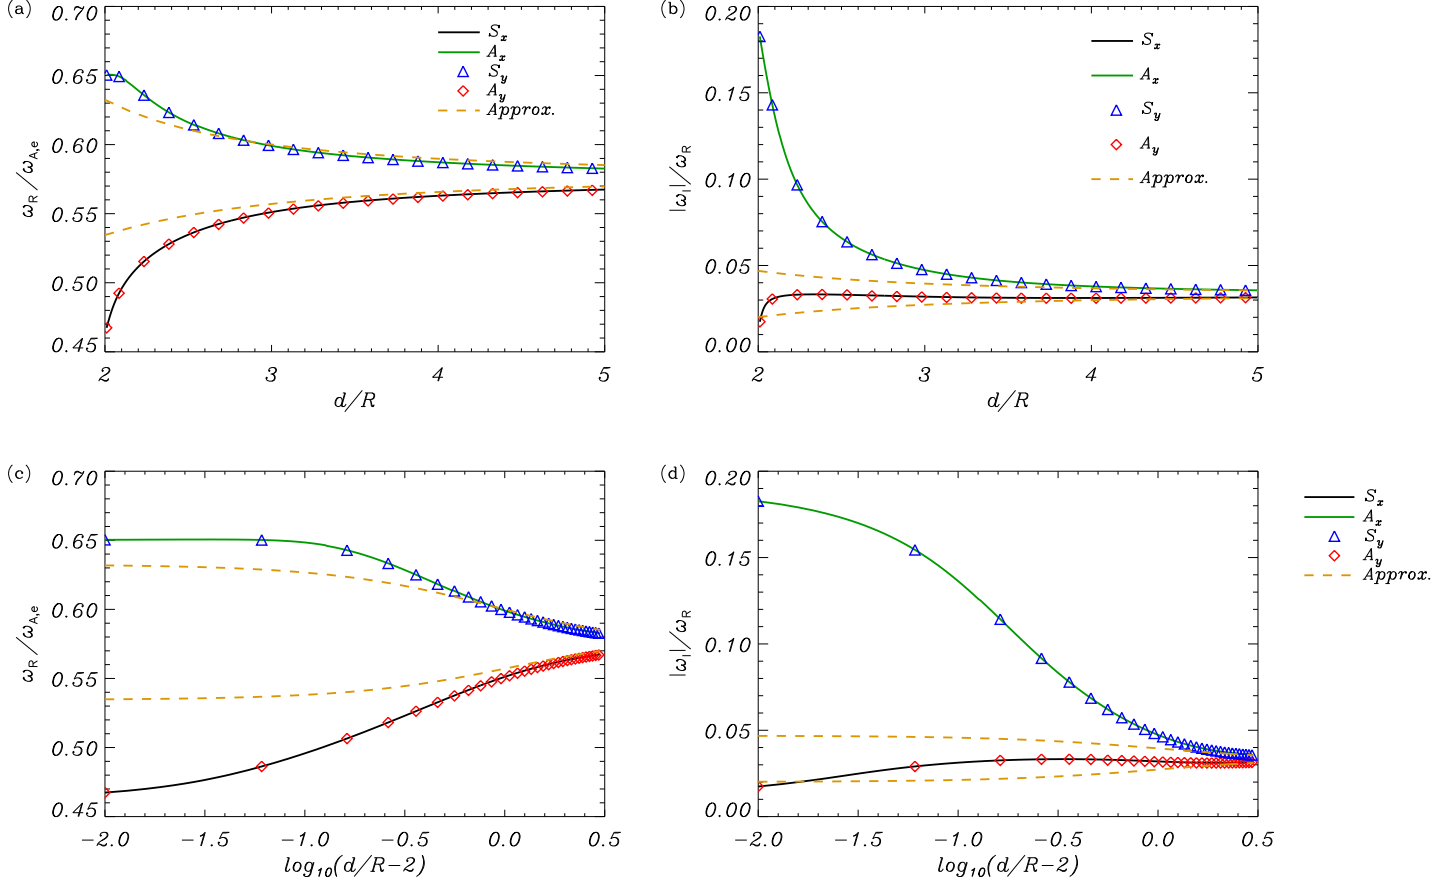 (a)
0.70
0.65
0.60
0.55
0.50
0.45
ω_R/ω_A,e
2 3 4 5
d/R
S_x
A_x
S_y
A_y
Approx.
(b)
0.20
0.15
0.10
0.05
0.00
|ω_I|/ω_R
2 3 4 5
d/R
S_x
A_x
S_y
A_y
Approx.
(c)
0.70
0.65
0.60
0.55
0.50
0.45
ω_R/ω_A,e
−2.0 −1.5 −1.0 −0.5 0.0 0.5
log_10(d/R−2)
(d)
0.20
0.15
0.10
0.05
0.00
|ω_I|/ω_R
−2.0 −1.5 −1.0 −0.5 0.0 0.5
log_10(d/R−2)
S_x
A_x
S_y
A_y
Approx.